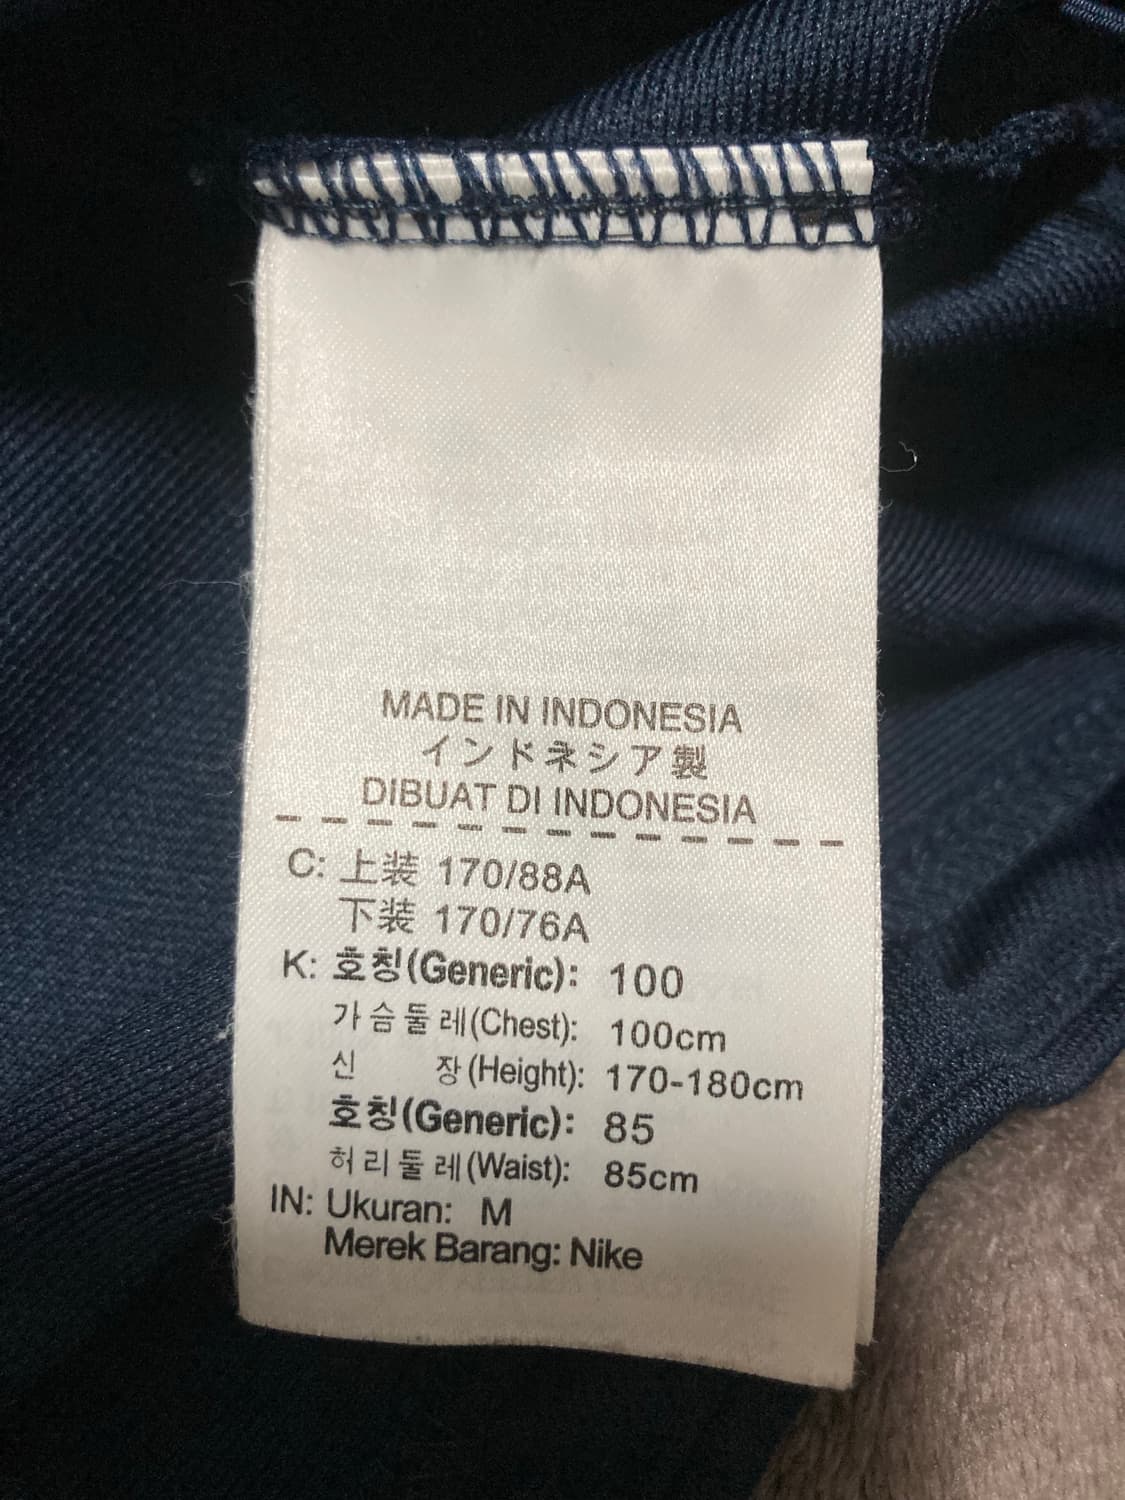 MADE IN INDONESIA
インドネシア製
DIBUAT DI INDONESIA
C: 上装 170/88A
下装 170/76A
K: 호칭(Generic): 100
가슴둘레(Chest): 100cm
신 장(Height): 170-180cm
호칭(Generic): 85
허리둘레(Waist): 85cm
IN: Ukuran: M
Merek Barang: Nike